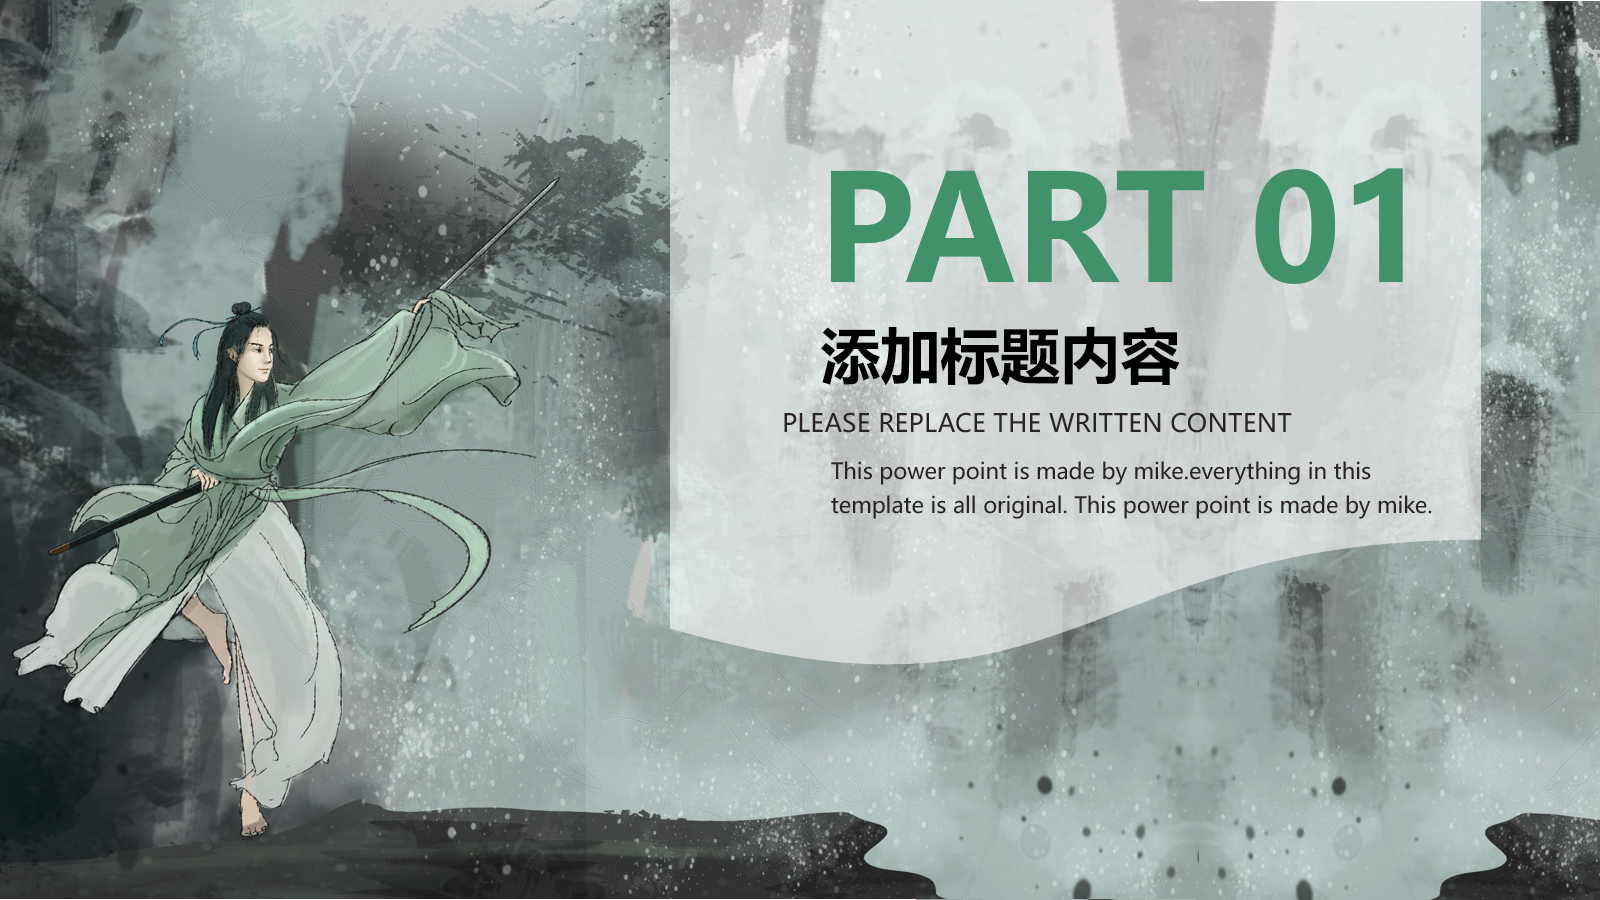 PART 01
添加标题内容
PLEASE REPLACE THE WRITTEN CONTENT
This power point is made by mike.everything in this
template is all original. This power point is made by mike.